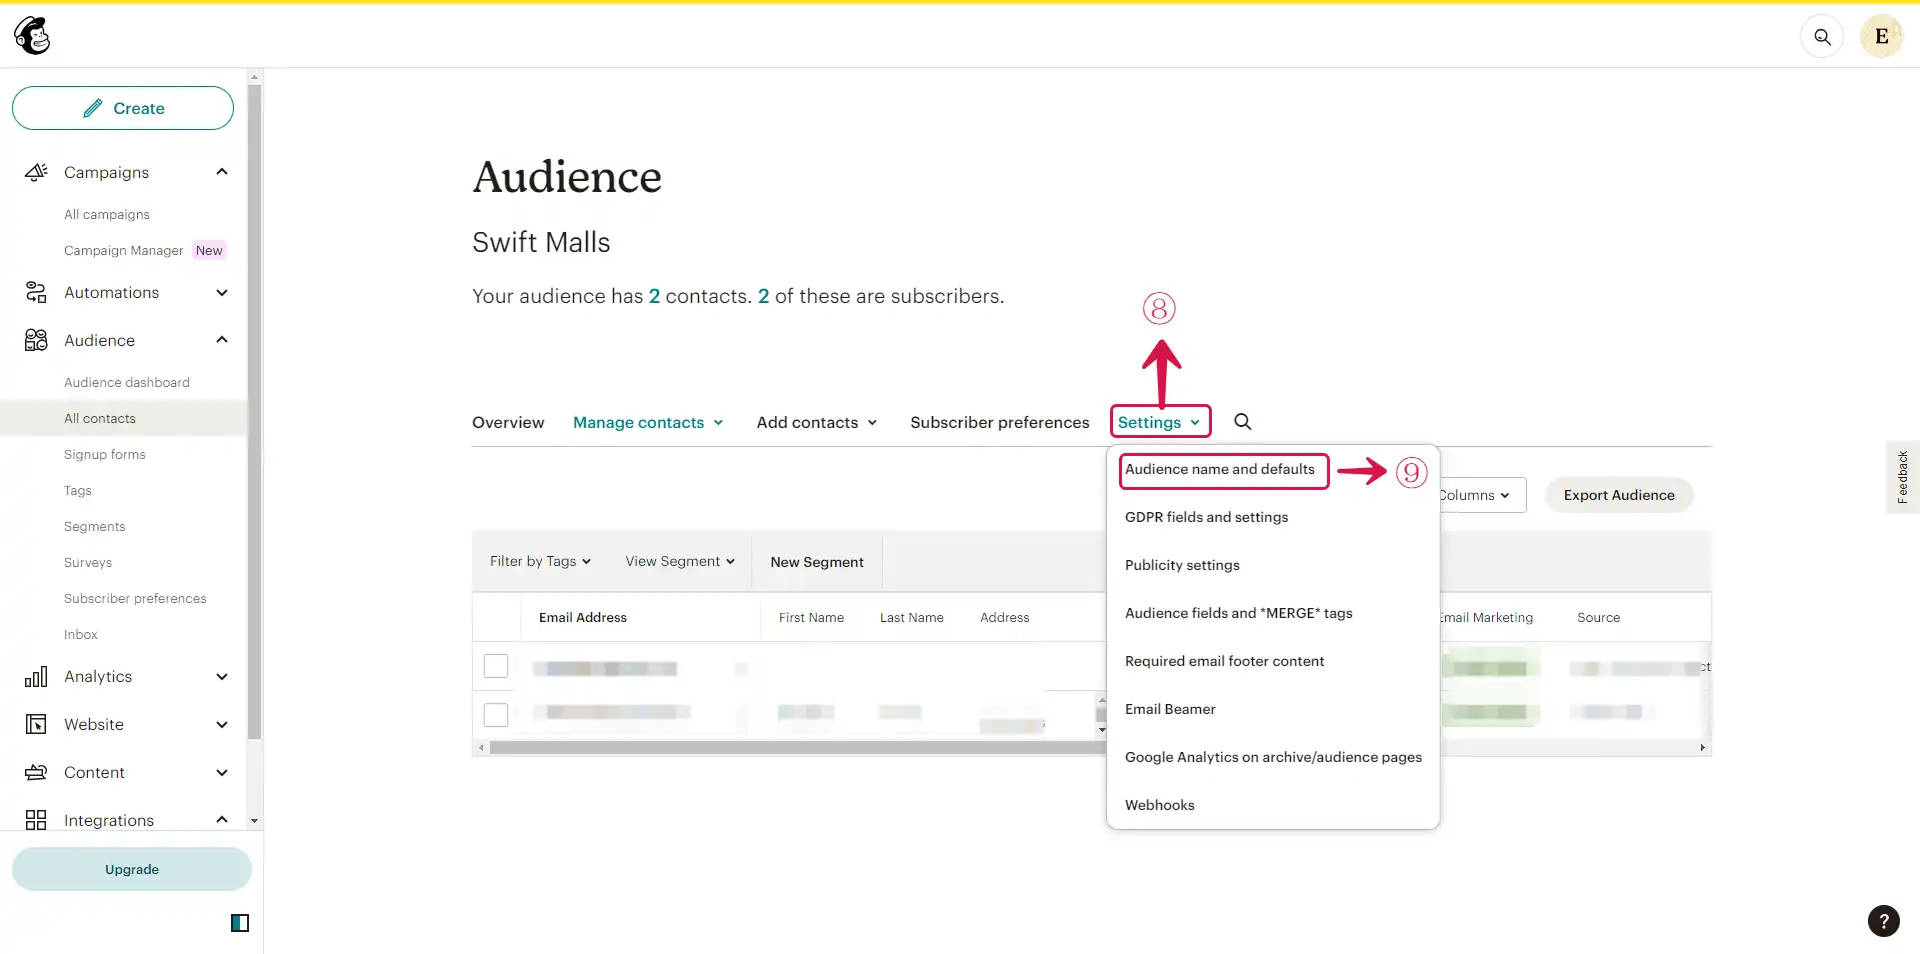 E
Create
Campaigns
All campaigns
Campaign Manager New
Automations
Audience
Audience dashboard
All contacts
Signup forms
Tags
Segments
Surveys
Subscriber preferences
Inbox
Analytics
Website
Content
Integrations
Upgrade
Audience
Swift Malls
Your audience has 2 contacts. 2 of these are subscribers.
⑧
Overview Manage contacts Add contacts Subscriber preferences Settings
Audience name and defaults ⑨
GDPR fields and settings
Publicity settings
Audience fields and *MERGE* tags
Required email footer content
Email Beamer
Google Analytics on archive/audience pages
Webhooks
Columns Export Audience
Filter by Tags View Segment New Segment
Email Address First Name Last Name Address Email Marketing Source
Feedback
?